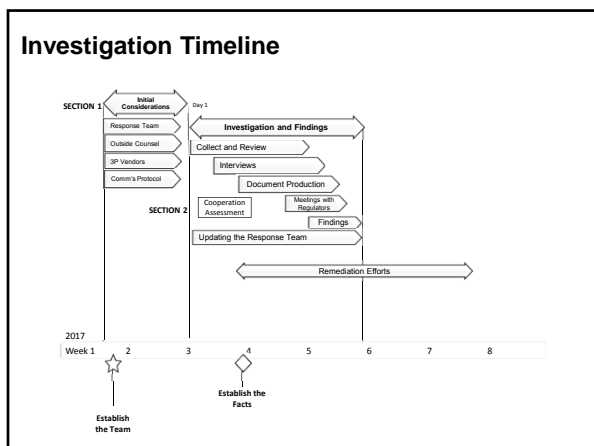 Investigation Timeline
SECTION 1
Initial
Considerations
Day 1
Response Team
Outside Counsel
3P Vendors
Comm's Protocol
Investigation and Findings
Collect and Review
Interviews
Document Production
SECTION 2
Cooperation
Assessment
Meetings with
Regulators
Findings
Updating the Response Team
Remediation Efforts
2017
Week 1 2 3 4 5 6 7 8
Establish
the Team
Establish the
Facts